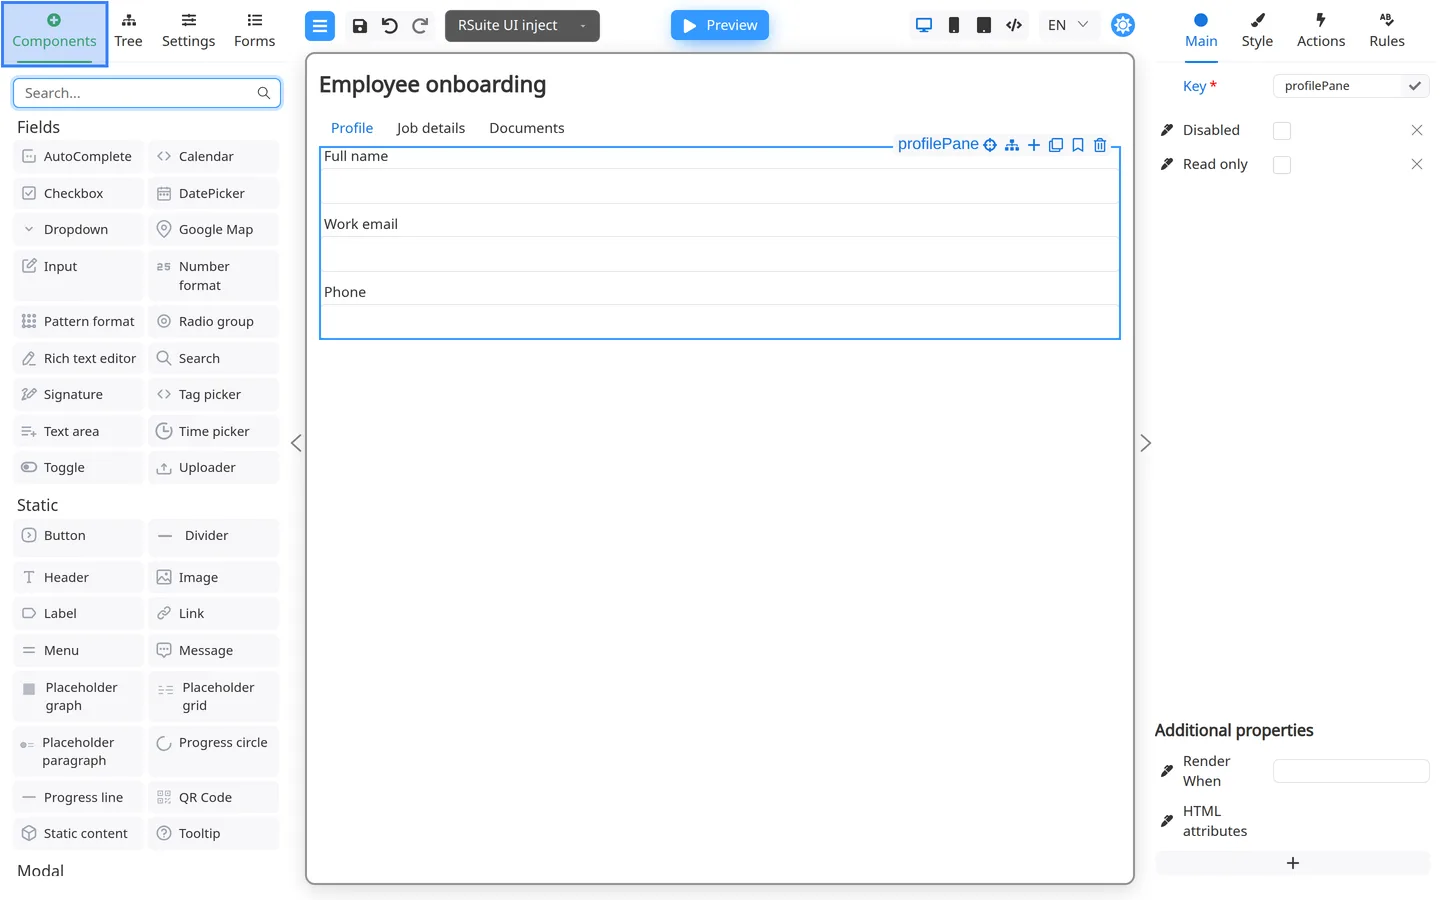 Components
Tree
Settings
Forms
RSuite UI inject
Preview
EN
Main
Style
Actions
Rules
Search...
Fields
AutoComplete
Calendar
Checkbox
DatePicker
Dropdown
Google Map
Input
Number
format
Pattern format
Radio group
Rich text editor
Search
Signature
Tag picker
Text area
Time picker
Toggle
Uploader
Static
Button
Divider
Header
Image
Label
Link
Menu
Message
Placeholder
graph
Placeholder
grid
Placeholder
paragraph
Progress circle
Progress line
QR Code
Static content
Tooltip
Modal
Employee onboarding
Profile
Job details
Documents
profilePane
Full name
Work email
Phone
Key *
profilePane
Disabled
Read only
Additional properties
Render
When
HTML
attributes